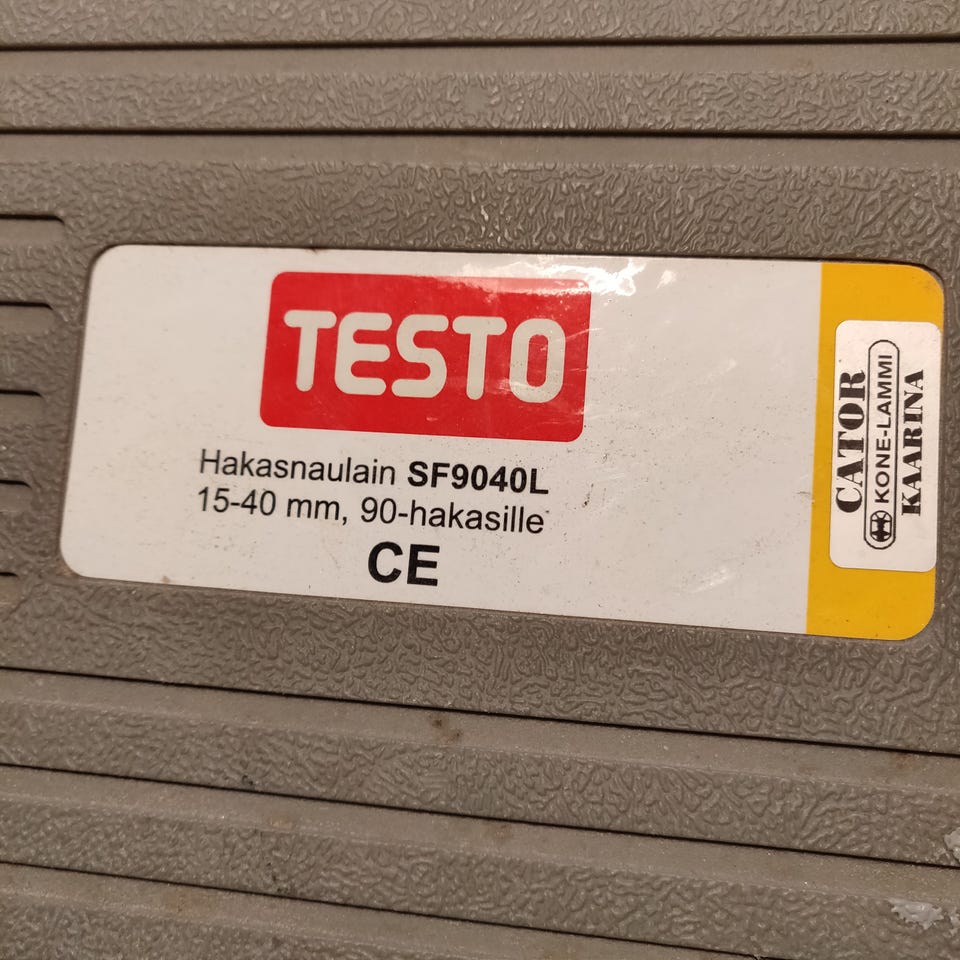 TESTO
Hakasnaulain SF9040L
15-40 mm, 90-hakasille
CE
CATOR
KONE-LAMMI
KAARINA